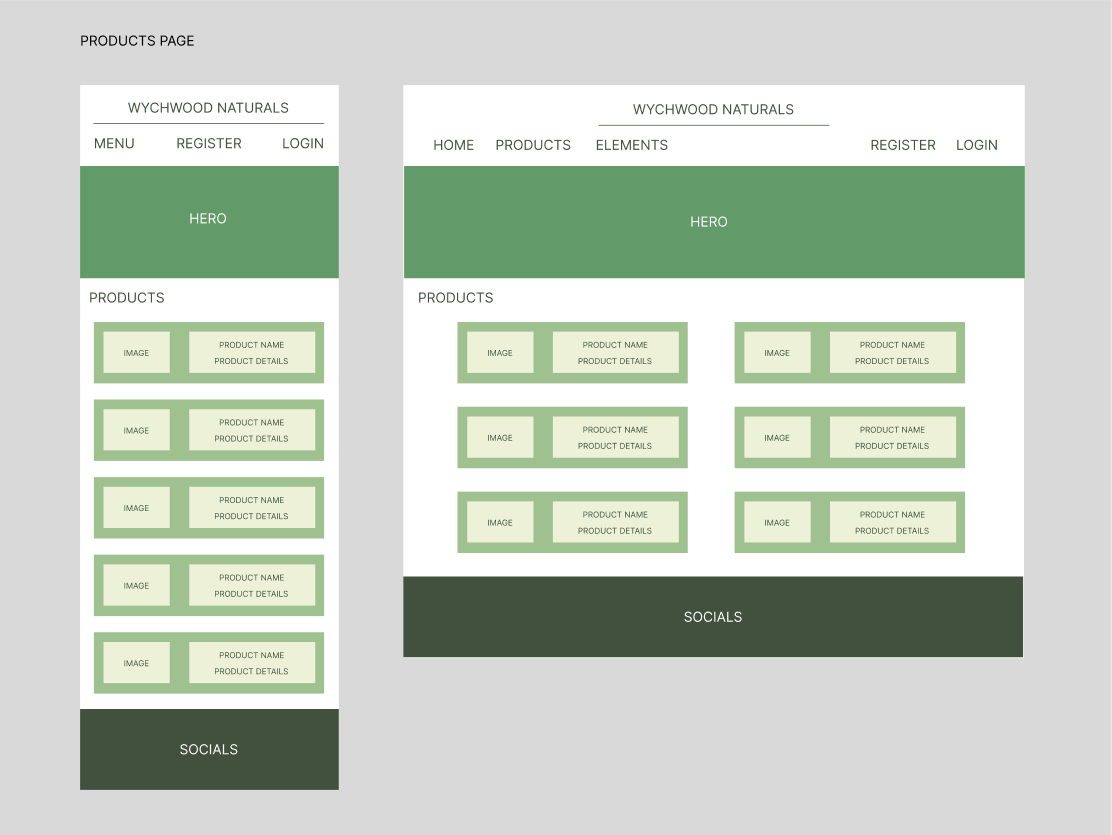 PRODUCTS PAGE
WYCHWOOD NATURALS
MENU REGISTER LOGIN
HERO
PRODUCTS
IMAGE
PRODUCT NAME
PRODUCT DETAILS
IMAGE
PRODUCT NAME
PRODUCT DETAILS
IMAGE
PRODUCT NAME
PRODUCT DETAILS
IMAGE
PRODUCT NAME
PRODUCT DETAILS
IMAGE
PRODUCT NAME
PRODUCT DETAILS
SOCIALS
WYCHWOOD NATURALS
HOME PRODUCTS ELEMENTS REGISTER LOGIN
HERO
PRODUCTS
IMAGE
PRODUCT NAME
PRODUCT DETAILS
IMAGE
PRODUCT NAME
PRODUCT DETAILS
IMAGE
PRODUCT NAME
PRODUCT DETAILS
IMAGE
PRODUCT NAME
PRODUCT DETAILS
IMAGE
PRODUCT NAME
PRODUCT DETAILS
IMAGE
PRODUCT NAME
PRODUCT DETAILS
SOCIALS